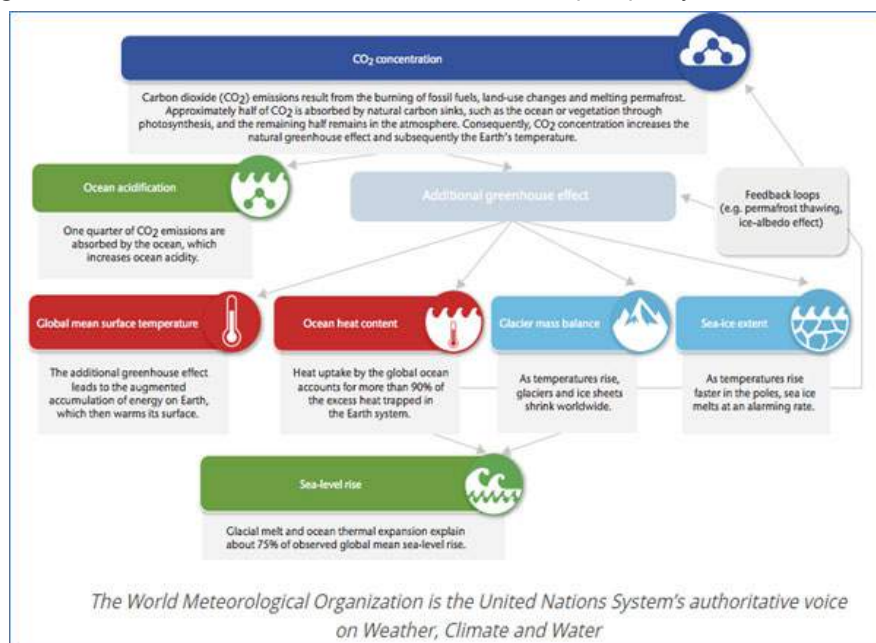 CO2 concentration
Carbon dioxide (CO2) emissions result from the burning of fossil fuels, land-use changes and melting permafrost.
Approximately half of CO2 is absorbed by natural carbon sinks, such as the ocean or vegetation through
photosynthesis, and the remaining half remains in the atmosphere. Consequently, CO2 concentration increases the
natural greenhouse effect and subsequently the Earth's temperature.
Ocean acidification
One quarter of CO2 emissions are
absorbed by the ocean, which
increases ocean acidity.
Additional greenhouse effect
Feedback loops
(e.g. permafrost thawing,
ice-albedo effect)
Global mean surface temperature
The additional greenhouse effect
leads to the augmented
accumulation of energy on Earth,
which then warms its surface.
Ocean heat content
Heat uptake by the global ocean
accounts for more than 90% of
the excess heat trapped in
the Earth system.
Glacier mass balance
As temperatures rise,
glaciers and ice sheets
shrink worldwide.
Sea-ice extent
As temperatures rise
faster in the poles, sea ice
melts at an alarming rate.
Sea-level rise
Glacial melt and ocean thermal expansion explain
about 75% of observed global mean sea-level rise.
The World Meteorological Organization is the United Nations System's authoritative voice
on Weather, Climate and Water